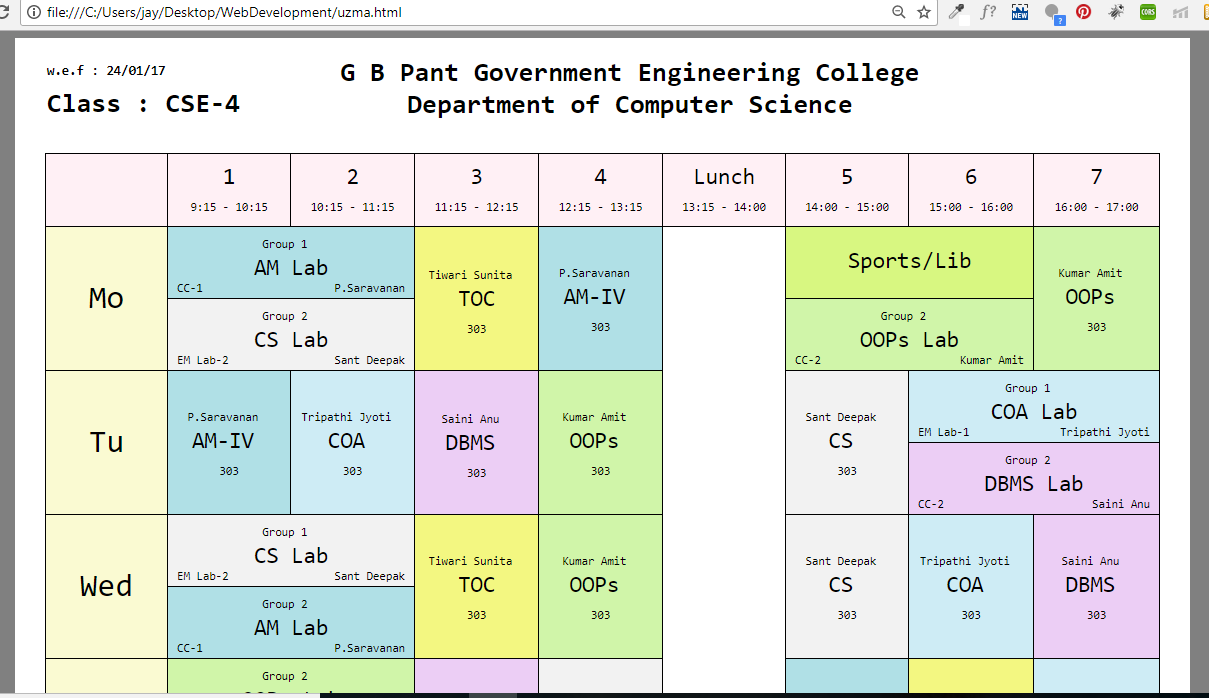 file:///C:/Users/jay/Desktop/WebDevelopment/uzma.html
f?
NEW
?
CORS
w.e.f : 24/01/17
G B Pant Government Engineering College
Class : CSE-4
Department of Computer Science
1 2 3 4 Lunch 5 6 7
9:15 - 10:15 10:15 - 11:15 11:15 - 12:15 12:15 - 13:15 13:15 - 14:00 14:00 - 15:00 15:00 - 16:00 16:00 - 17:00
Mo
Group 1
AM Lab
CC-1 P.Saravanan
Group 2
CS Lab
EM Lab-2 Sant Deepak
Tiwari Sunita
TOC
303
P.Saravanan
AM-IV
303
Sports/Lib
Group 2
OOPs Lab
CC-2 Kumar Amit
Kumar Amit
OOPs
303
Tu
P.Saravanan
AM-IV
303
Tripathi Jyoti
COA
303
Saini Anu
DBMS
303
Kumar Amit
OOPs
303
Sant Deepak
CS
303
Group 1
COA Lab
EM Lab-1 Tripathi Jyoti
Group 2
DBMS Lab
CC-2 Saini Anu
Wed
Group 1
CS Lab
EM Lab-2 Sant Deepak
Group 2
AM Lab
CC-1 P.Saravanan
Tiwari Sunita
TOC
303
Kumar Amit
OOPs
303
Sant Deepak
CS
303
Tripathi Jyoti
COA
303
Saini Anu
DBMS
303
Group 2